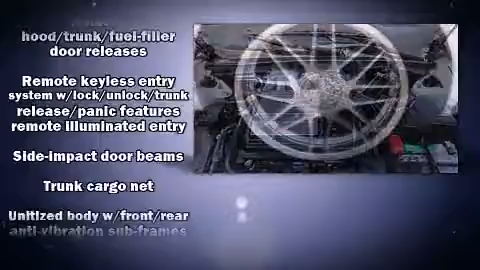 hood/trunk/fuel-filler
door releases
Remote keyless entry
system w/lock/unlock/trunk
release/panic features
remote illuminated entry
Side-impact door beams
Trunk cargo net
Unitized body w/front/rear
anti-vibration sub-frames